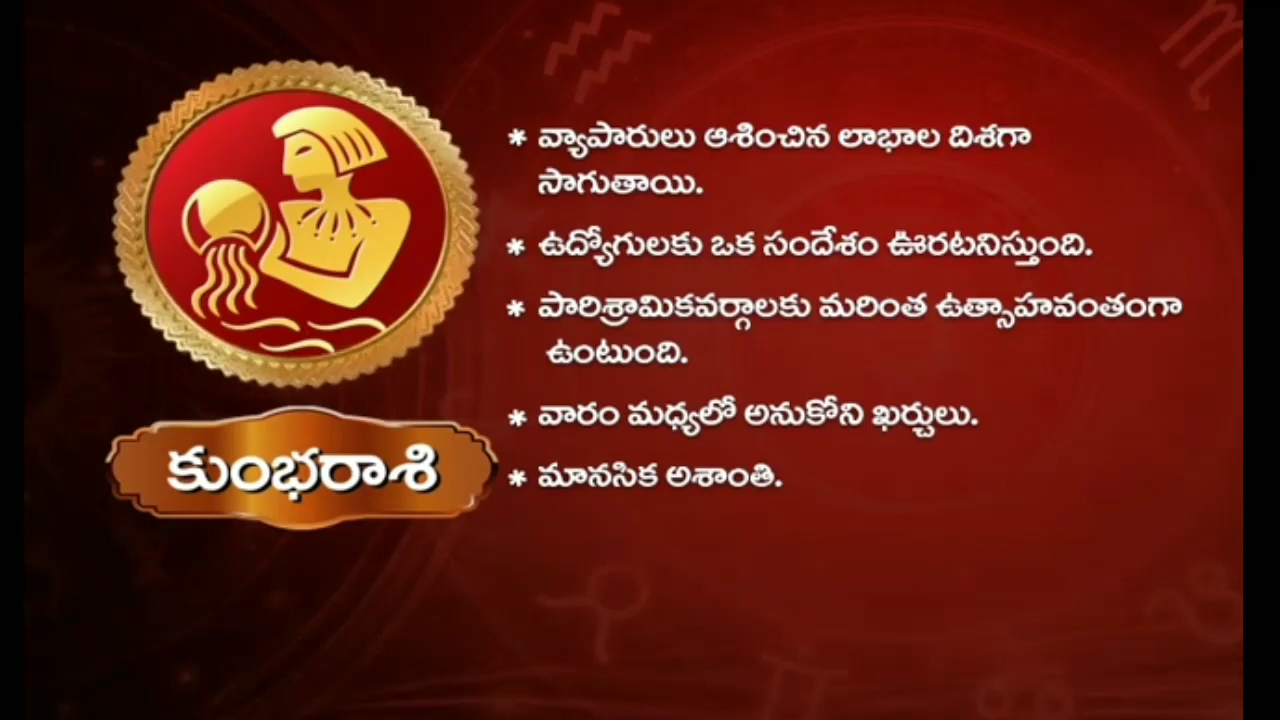 * వ్యాపారులు ఆశించిన లాభాల దిశగా
సాగుతాయి.
* ఉద్యోగులకు ఒక సందేశం ఊరటనిస్తుంది.
* పారిశ్రామికవర్గాలకు మరింత ఉత్సాహవంతంగా
ఉంటుంది.
* వారం మధ్యలో అనుకోని ఖర్చులు.
* మానసిక అశాంతి.
కుంభరాశి